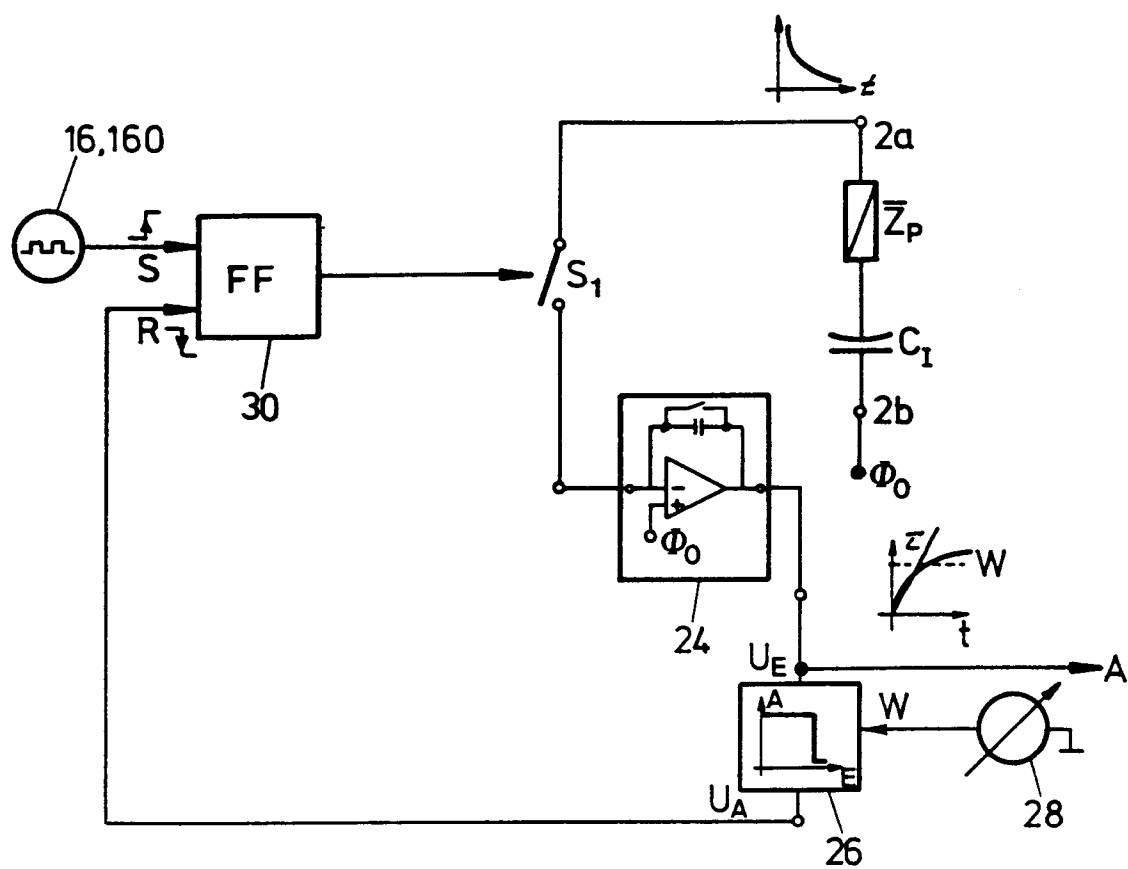 t
16,160
2a
Z̅P
S
FF
S1
R
CI
30
2b
Φ0
-
+
Φ0
τ
W
24
t
UE
A
A
W
E
UA
28
26